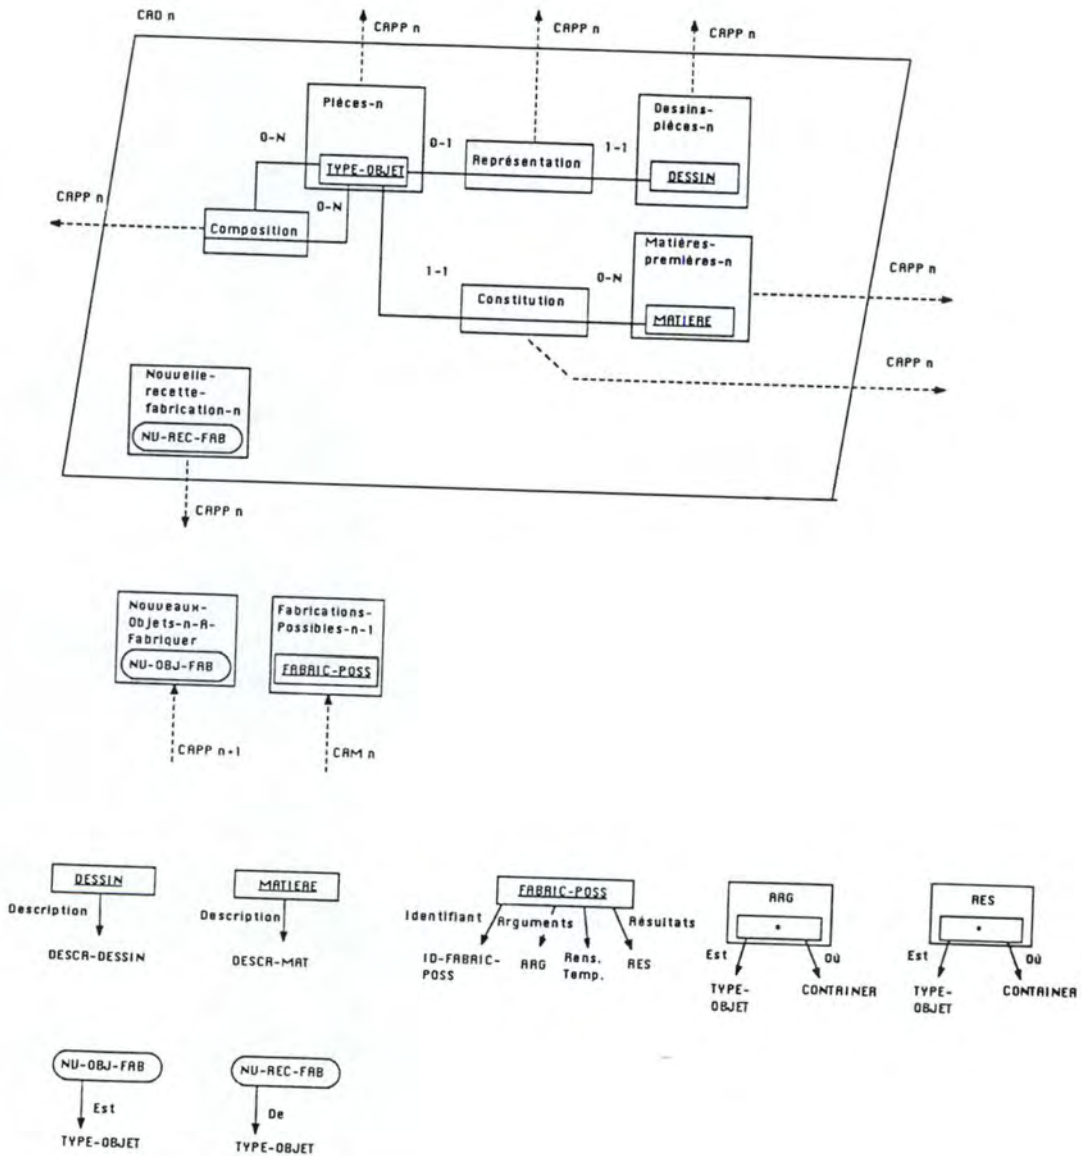 CAO n
CAPP n
CAPP n
CAPP n
Pièces-n
TYPE-OBJET
0-N
0-1
Représentation
1-1
Dessins-
pièces-n
DESSIN
CAPP n
Composition
0-N
Matières-
premières-n
MATIERE
CAPP n
1-1
Constitution
0-N
CAPP n
Nouvelle-
recette-
fabrication-n
NU-REC-FAB
CAPP n
Nouveaux-
Objets-n-A-
Fabriquer
NU-OBJ-FAB
CAPP n+1
Fabrications-
Possibles-n-1
FABRIC-POSS
CAM n
DESSIN
Description
DESCR-DESSIN
MATIERE
Description
DESCR-MAT
FABRIC-POSS
Identifiant
Arguments
Résultats
ID-FABRIC-
POSS
ARG
Rens.
Temp.
RES
ARG
*
Est
Où
TYPE-
OBJET
CONTAINER
RES
*
Est
Où
TYPE-
OBJET
CONTAINER
NU-OBJ-FAB
Est
TYPE-OBJET
NU-REC-FAB
De
TYPE-OBJET